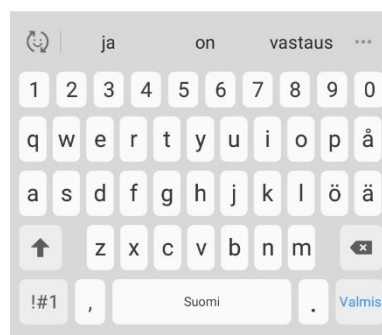 ja on vastaus
1 2 3 4 5 6 7 8 9 0
q w e r t y u i o p å
a s d f g h j k l ö ä
z x c v b n m
!#1 , Suomi . Valmis